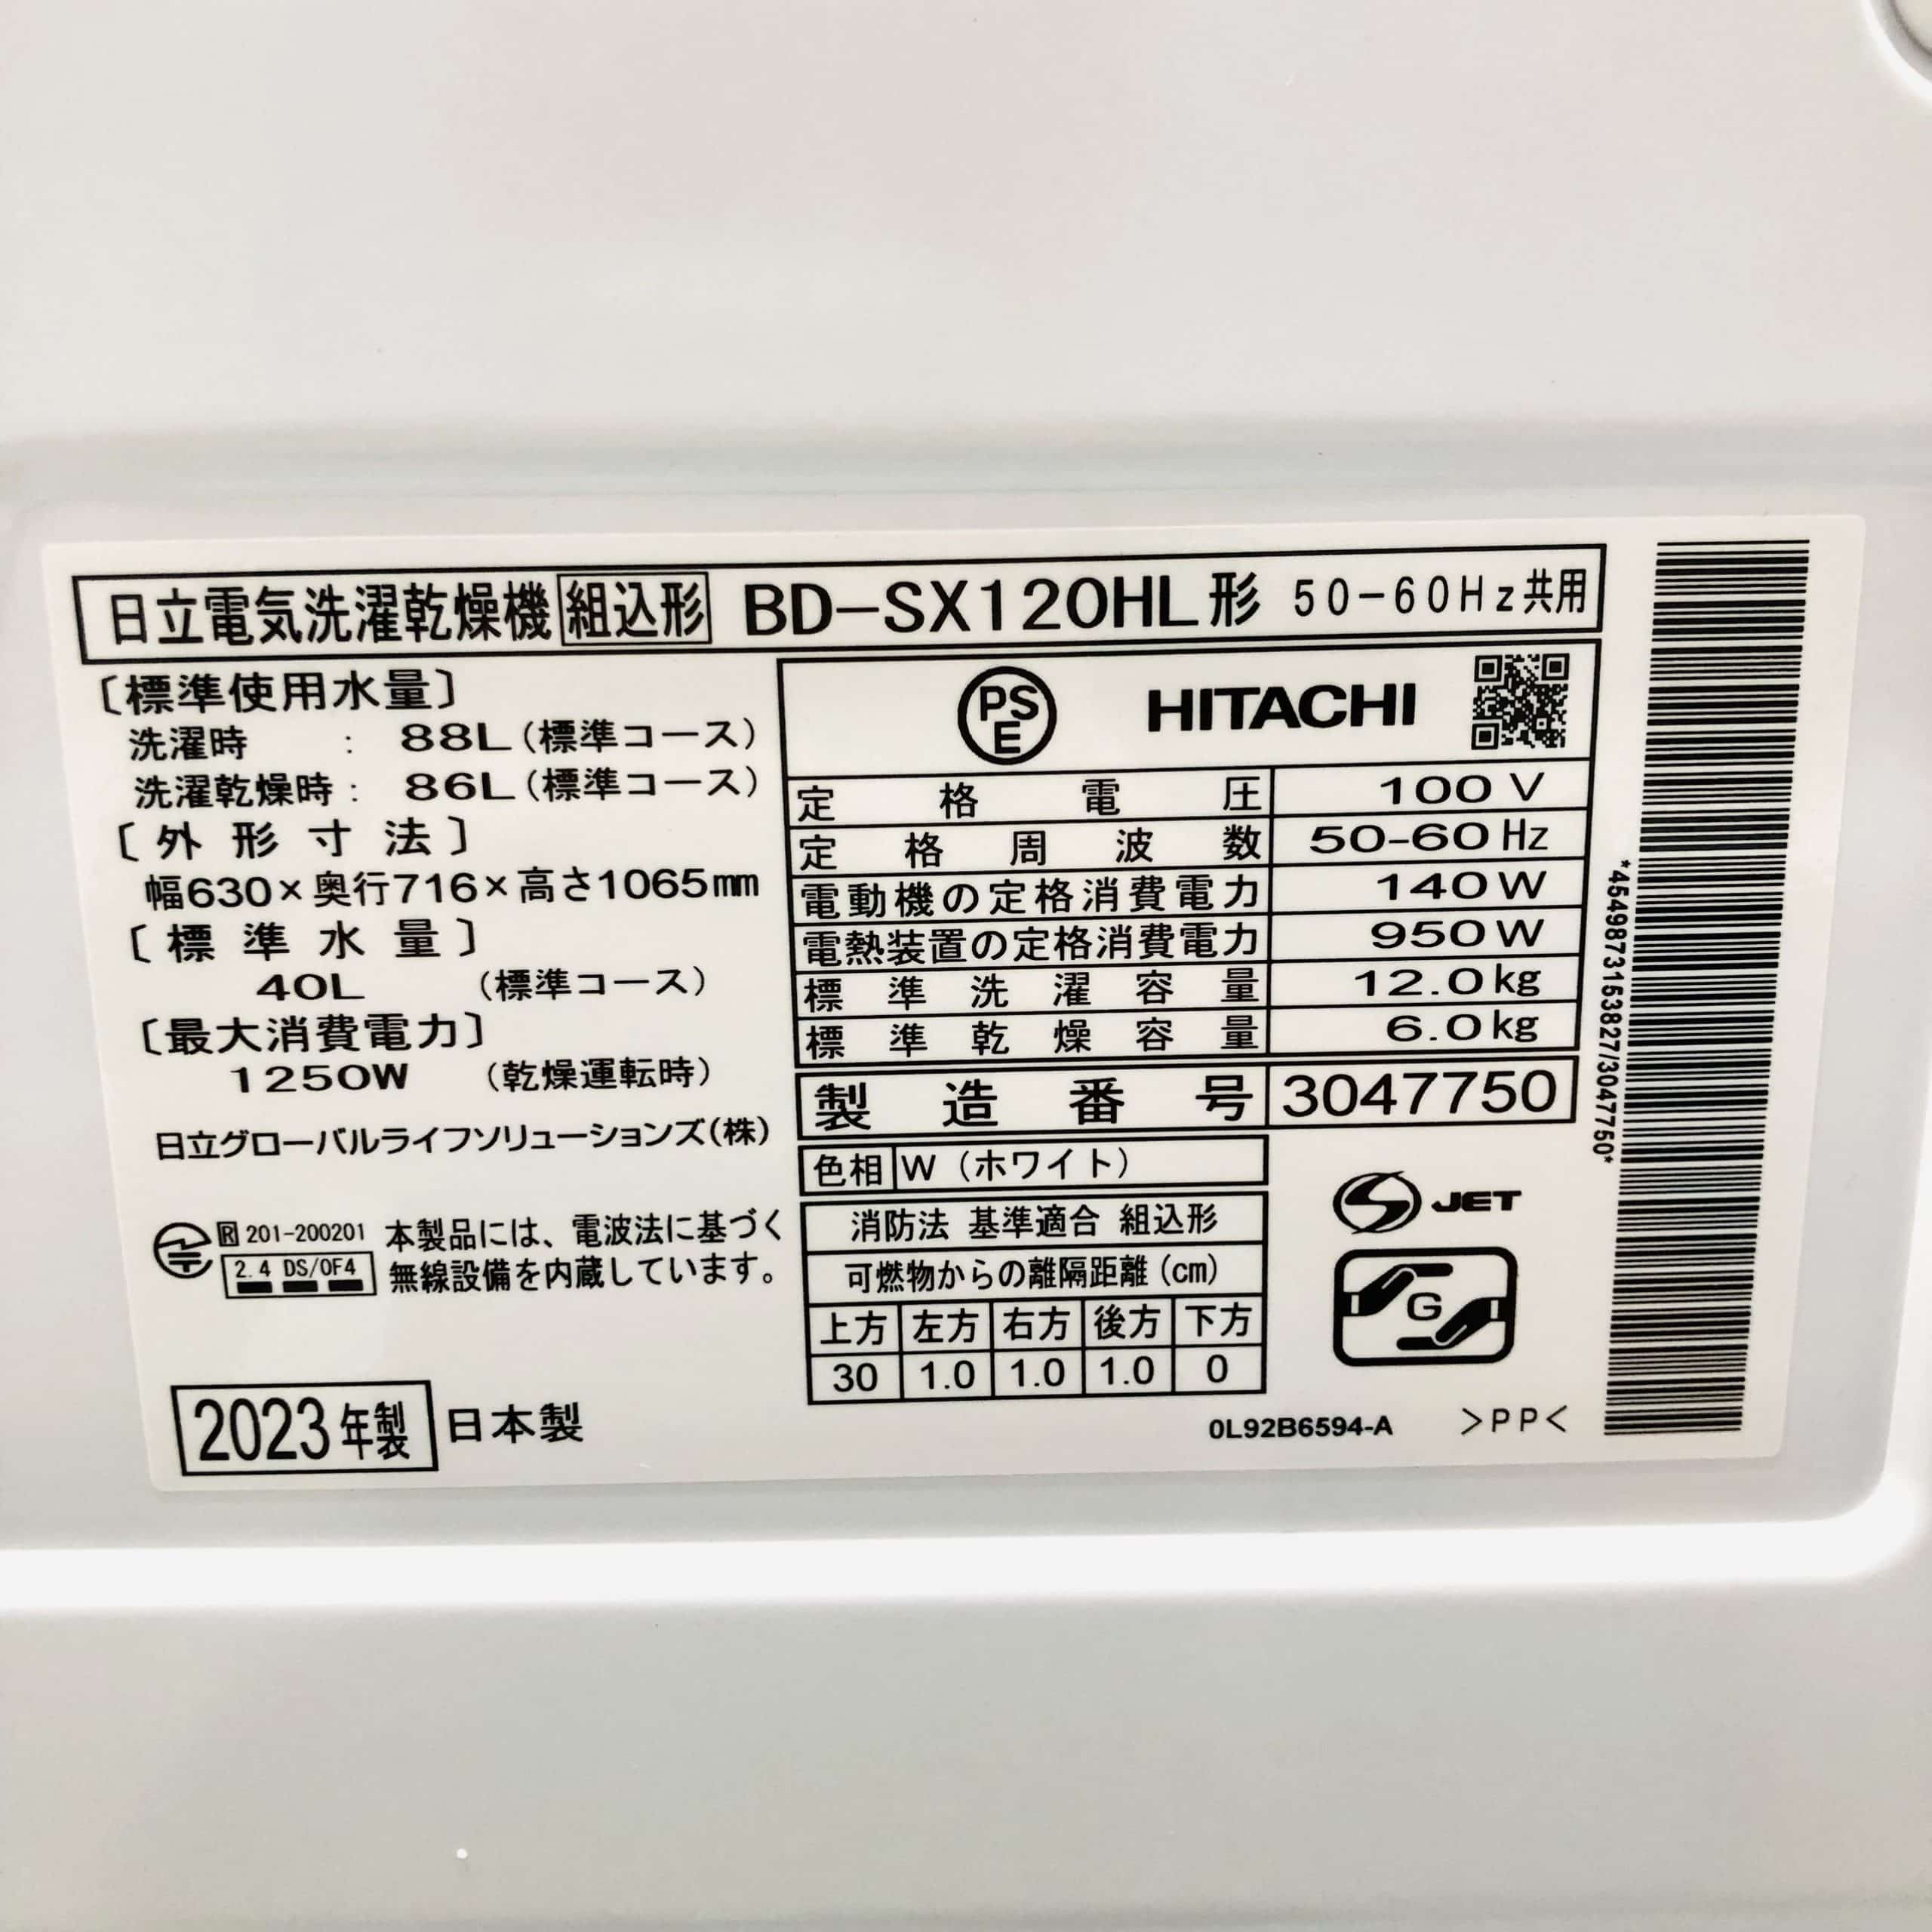 日立電気洗濯乾燥機 組込形 BD-SX120HL形 50-60Hz共用
〔標準使用水量〕
洗濯時 : 88L(標準コース)
洗濯乾燥時: 86L(標準コース)
〔外形寸法〕
幅630×奥行716×高さ1065mm
〔標準水量〕
40L (標準コース)
〔最大消費電力〕
1250W (乾燥運転時)
日立グローバルライフソリューションズ(株)
R 201-200201
2.4 DS/OF4
本製品には、電波法に基づく
無線設備を内蔵しています。
2023年製 日本製
PSE HITACHI
定格電圧 100V
定格周波数 50-60Hz
電動機の定格消費電力 140W
電熱装置の定格消費電力 950W
標準洗濯容量 12.0kg
標準乾燥容量 6.0kg
製造番号 3047750
色相 W(ホワイト)
消防法 基準適合 組込形
可燃物からの離隔距離(cm)
上方 左方 右方 後方 下方
30 1.0 1.0 1.0 0
S JET
G
0L92B6594-A >PP<
*4549873153827/3047750*